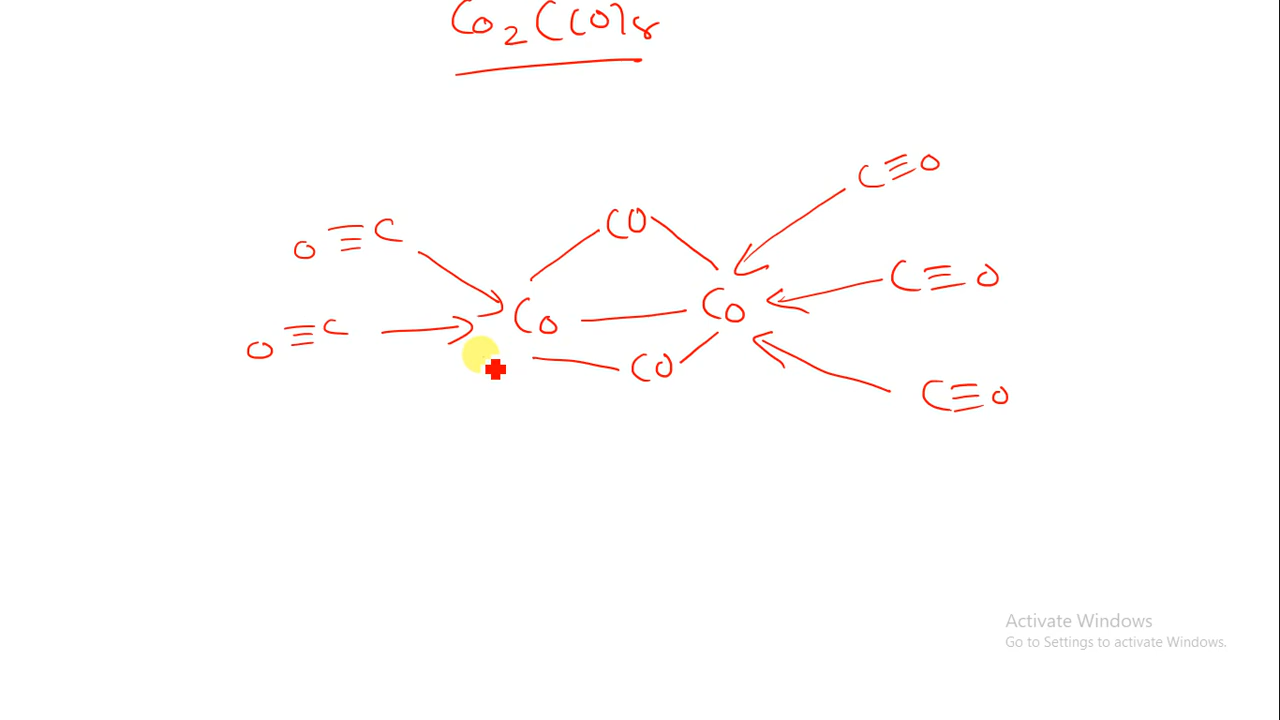 Co2(CO)8
C≡O
O≡C CO
C≡O
O≡C Co Co
CO
C≡O
Activate Windows
Go to Settings to activate Windows.